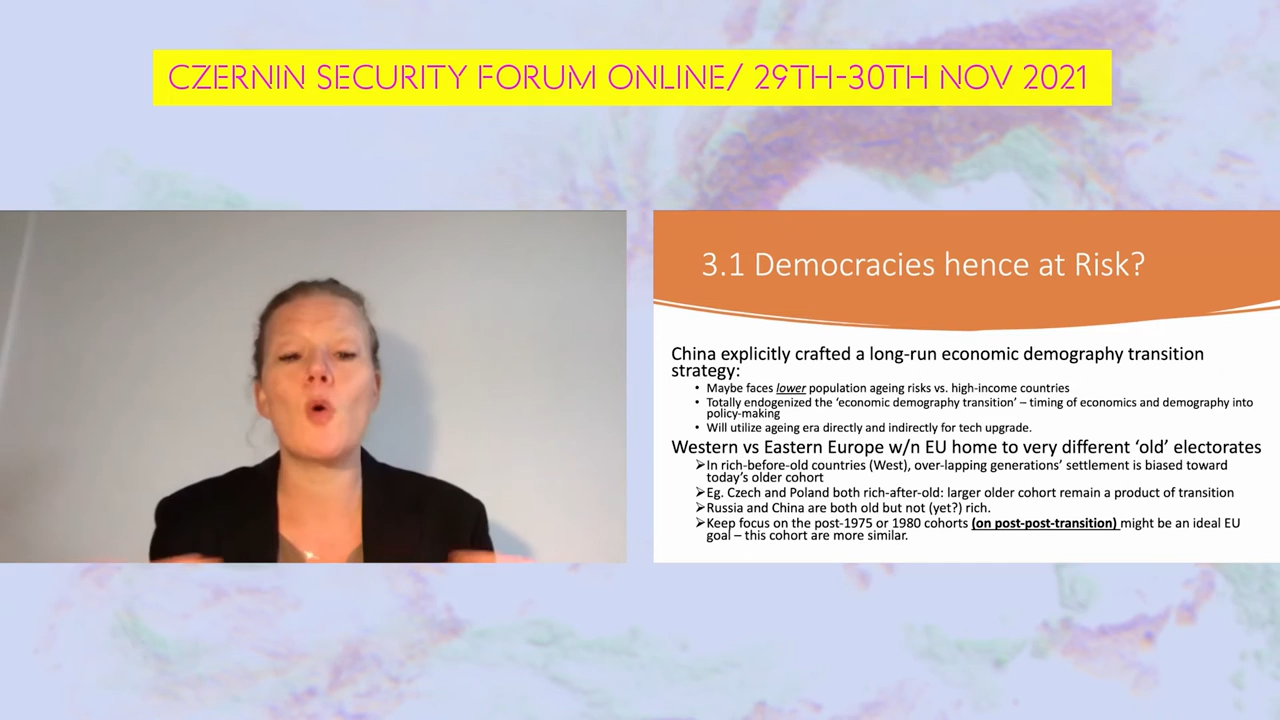 CZERNIN SECURITY FORUM ONLINE/ 29TH-30TH NOV 2021
3.1 Democracies hence at Risk?
China explicitly crafted a long-run economic demography transition
strategy:
• Maybe faces lower population ageing risks vs. high-income countries
• Totally endogenized the ‘economic demography transition’ – timing of economics and demography into
policy-making
• Will utilize ageing era directly and indirectly for tech upgrade.
Western vs Eastern Europe w/n EU home to very different ‘old’ electorates
➢In rich-before-old countries (West), over-lapping generations’ settlement is biased toward
today’s older cohort
➢Eg. Czech and Poland both rich-after-old: larger older cohort remain a product of transition
➢Russia and China are both old but not (yet?) rich.
➢Keep focus on the post-1975 or 1980 cohorts (on post-post-transition) might be an ideal EU
goal – this cohort are more similar.